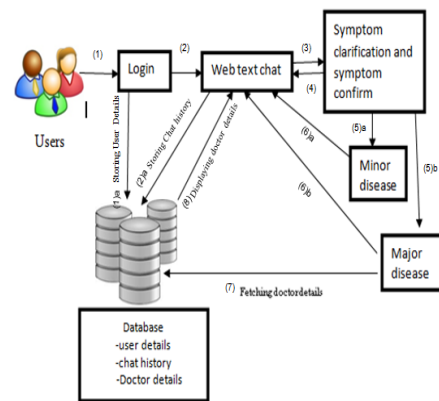 (1)
Login
(2)
Web text chat
(3)
(4)
Symptom
clarification and
symptom
confirm
Users
(1)a Storing User Details
(2)a Storing Chat history
(8) Displaying doctor details
(5)a
(5)b
(6)a
(6)b
Minor
disease
Major
disease
(7) Fetching doctordetails
Database
-user details
-chat history
-Doctor details